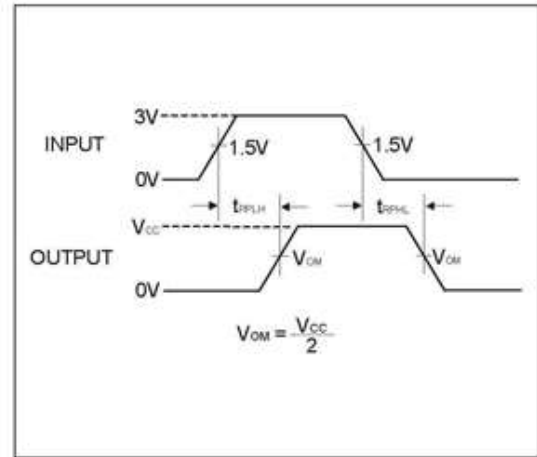 3V
INPUT
1.5V
1.5V
0V
tRPLH
tRPHL
VCC
OUTPUT
VOM
VOM
0V
VOM = VCC
2